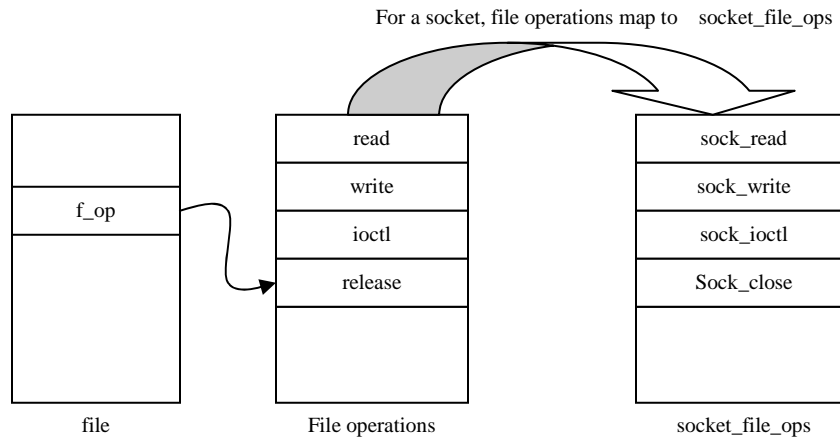 For a socket, file operations map to socket_file_ops
read
sock_read
write
sock_write
f_op
ioctl
sock_ioctl
release
Sock_close
file
File operations
socket_file_ops